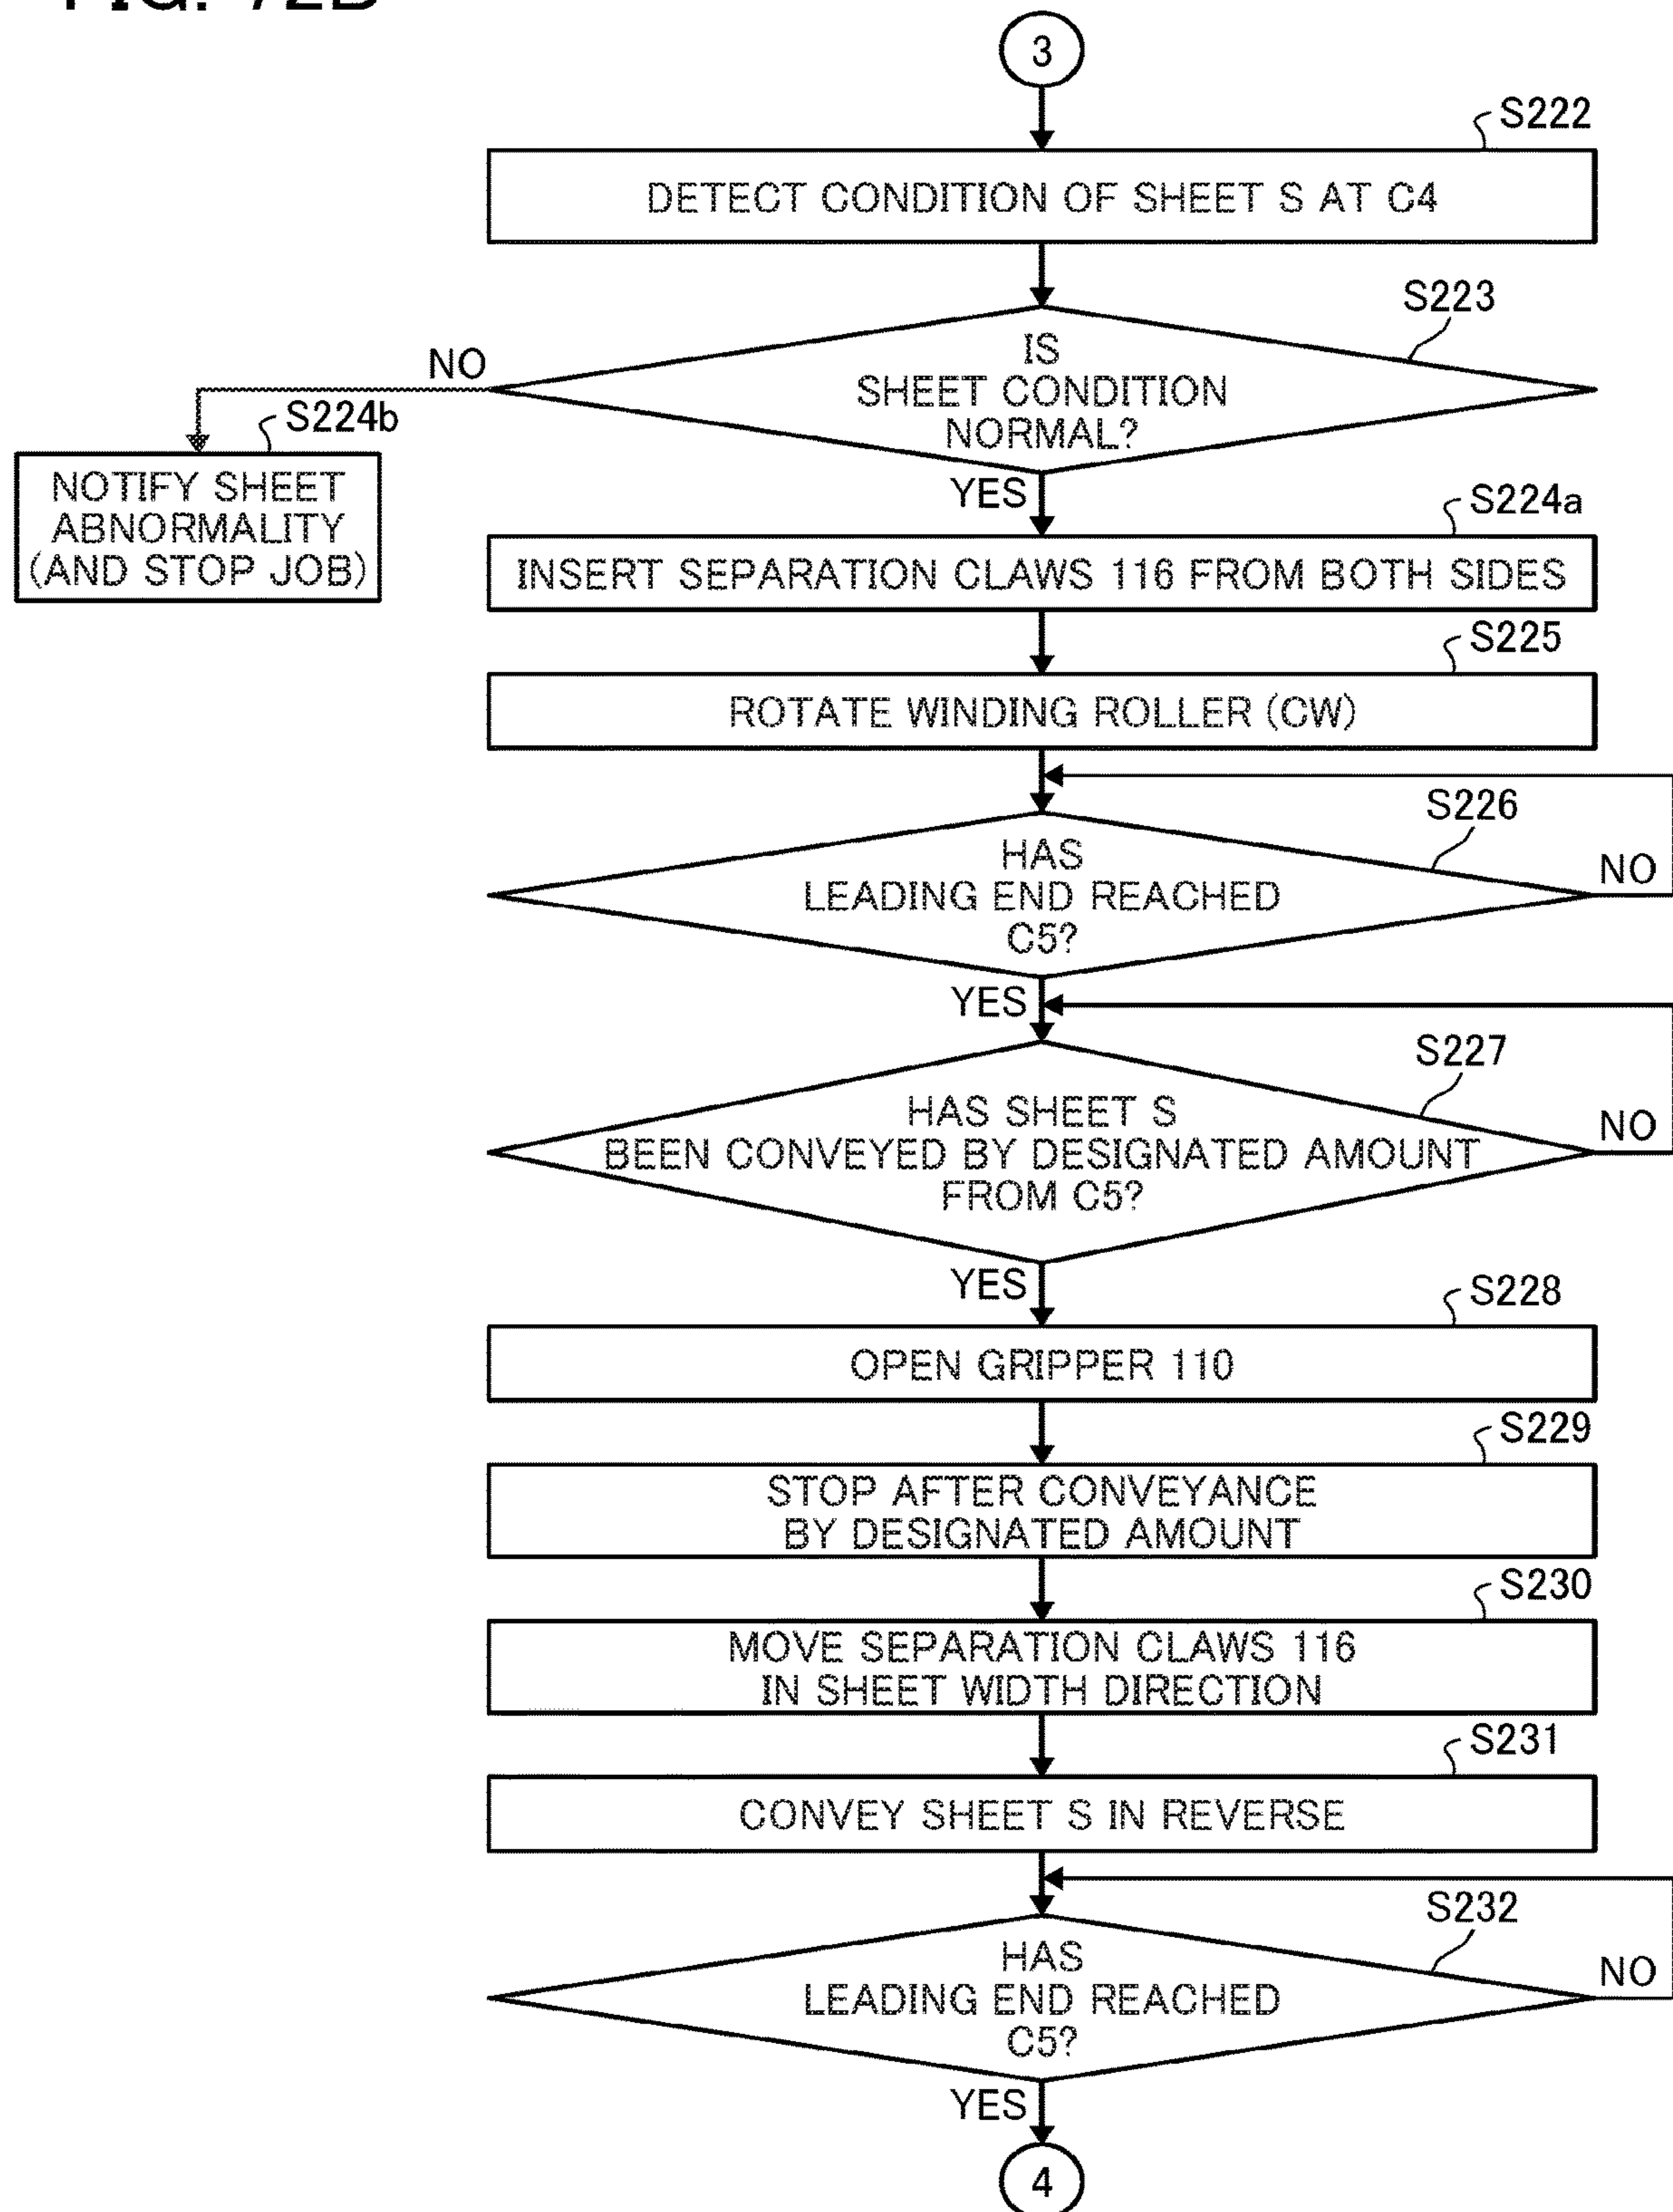 FIG. 72B
3
S222
DETECT CONDITION OF SHEET S AT C4
S223
IS
SHEET CONDITION
NORMAL?
NO
S224b
NOTIFY SHEET
ABNORMALITY
(AND STOP JOB)
YES
S224a
INSERT SEPARATION CLAWS 116 FROM BOTH SIDES
S225
ROTATE WINDING ROLLER (CW)
S226
HAS
LEADING END REACHED
C5?
NO
YES
S227
HAS SHEET S
BEEN CONVEYED BY DESIGNATED AMOUNT
FROM C5?
NO
YES
S228
OPEN GRIPPER 110
S229
STOP AFTER CONVEYANCE
BY DESIGNATED AMOUNT
S230
MOVE SEPARATION CLAWS 116
IN SHEET WIDTH DIRECTION
S231
CONVEY SHEET S IN REVERSE
S232
HAS
LEADING END REACHED
C5?
NO
YES
4